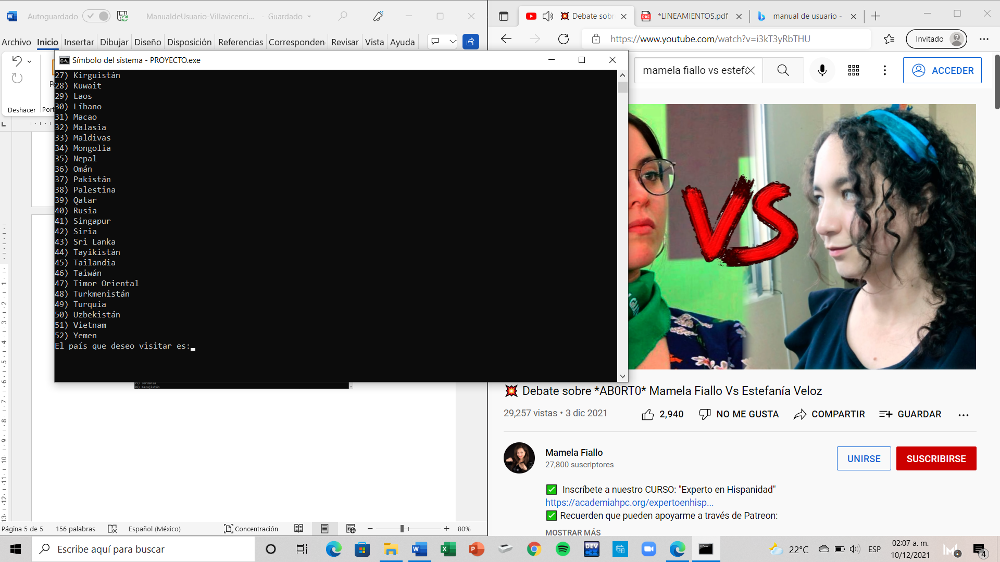 Autoguardado
ManualdeUsuario-Villavicenci... - Guardado
Archivo Inicio Insertar Dibujar Diseño Disposición Referencias Corresponden Revisar Vista Ayuda
Deshacer
Port
Símbolo del sistema - PROYECTO.exe
27) Kirguistán
28) Kuwait
29) Laos
30) Líbano
31) Macao
32) Malasia
33) Maldivas
34) Mongolia
35) Nepal
36) Omán
37) Pakistán
38) Palestina
39) Qatar
40) Rusia
41) Singapur
42) Siria
43) Sri Lanka
44) Tayikistán
45) Tailandia
46) Taiwán
47) Timor Oriental
48) Turkmenistán
49) Turquía
50) Uzbekistán
51) Vietnam
52) Yemen
El país que deseo visitar es:
25) Jordania
26) Kazajistán
Página 5 de 5 156 palabras Español (México) Concentración 80%
Debate sobr
*LINEAMIENTOS.pdf
manual de usuario -
https://www.youtube.com/watch?v=i3kT3yRbTHU
Invitado
mamela fiallo vs estefa
ACCEDER
VS
Debate sobre *AB0RT0* Mamela Fiallo Vs Estefanía Veloz
29,257 vistas • 3 dic 2021
2,940 NO ME GUSTA COMPARTIR GUARDAR
Mamela Fiallo
27,800 suscriptores
UNIRSE SUSCRIBIRSE
Inscríbete a nuestro CURSO: "Experto en Hispanidad"
https://academiahpc.org/expertoenhisp...
Recuerden que pueden apoyarme a través de Patreon:
MOSTRAR MÁS
Escribe aquí para buscar
DEV C++
22°C
ESP
02:07 a. m.
10/12/2021
2
4